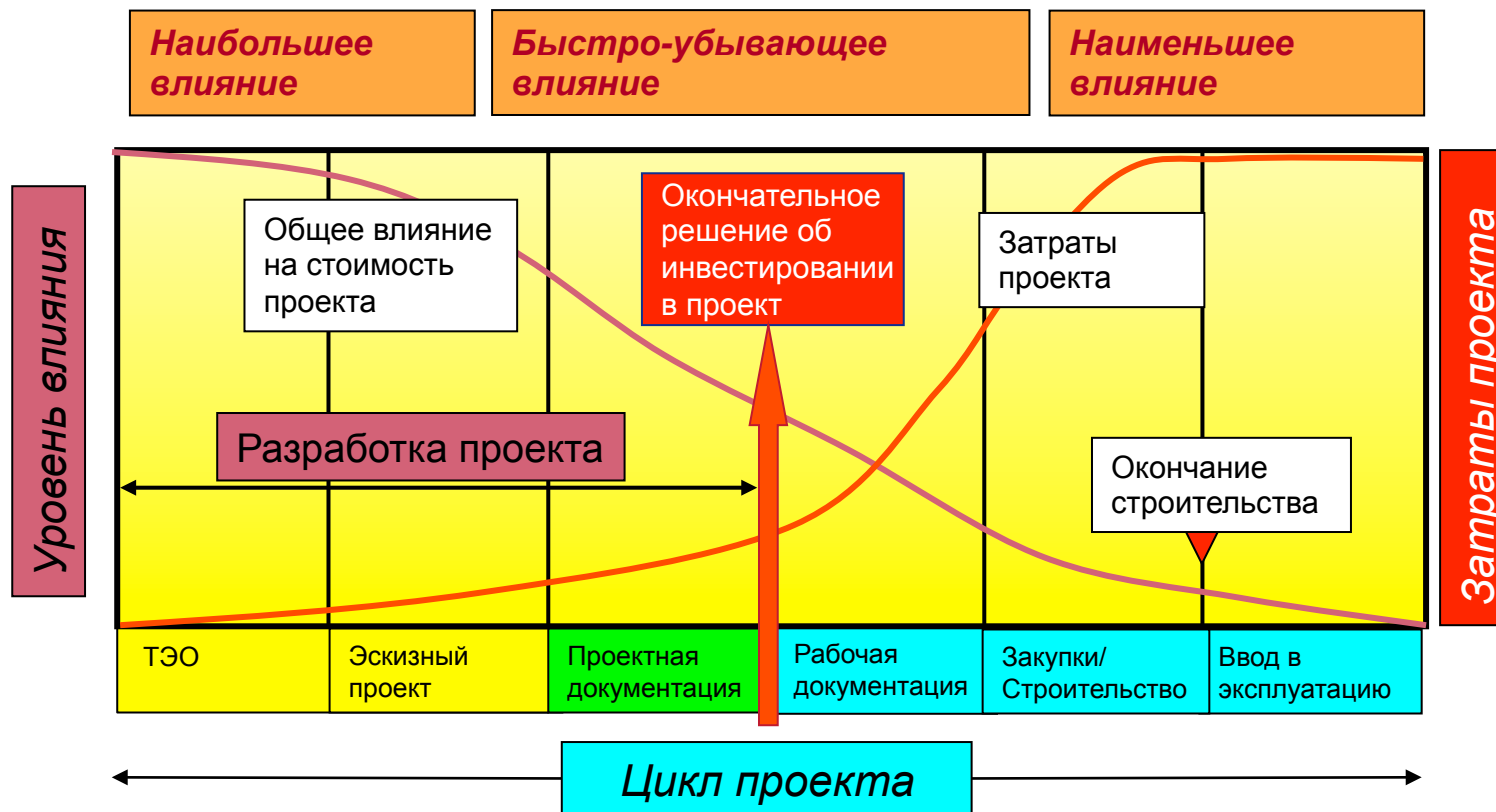 Наибольшее
влияние
Быстро-убывающее
влияние
Наименьшее
влияние
Уровень влияния
Общее влияние
на стоимость
проекта
Окончательное
решение об
инвестировании
в проект
Затраты
проекта
Затраты проекта
Разработка проекта
Окончание
строительства
ТЭО
Эскизный
проект
Проектная
документация
Рабочая
документация
Закупки/
Строительство
Ввод в
эксплуатацию
Цикл проекта